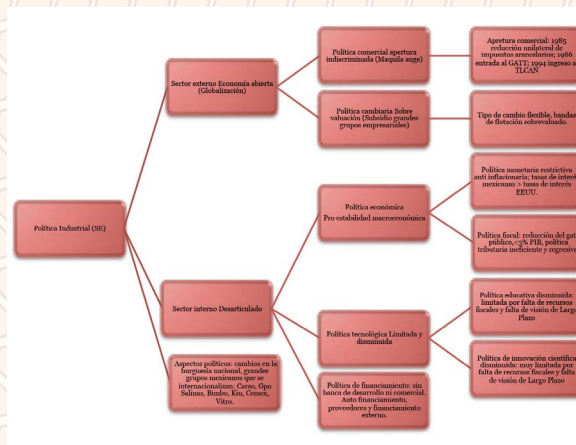 Política Industrial (SE)
Sector externo Economía abierta
(Globalización)
Política comercial apertura
indiscriminada (Maquila auge)
Apretura comercial: 1985
reducción unilateral de
impuestos arancelarios; 1986
entrada al GATT; 1994 ingreso a
TLCAN
Política cambiaria Sobre
valuación (Subsidio grandes
grupos empresariales)
Tipo de cambio flexible, bandas
de flotación sobrevaluado.
Sector interno Desarticulado
Política económica
Pro estabilidad macroeconómica
Política monetaria restrictiva
anti inflacionaria; tasas de interés
mexicanas > tasas de interés
EEUU.
Política fiscal: reducción del
público,<3% PIB, política
tributaria ineficiente y regresiva
Política tecnológica Limitada y
disminuida
Política educativa disminuida:
limitada por falta de recursos
fiscales y falta de visión de Largo
Plazo
Política de innovación científica
disminuida: muy limitada por
falta de recursos fiscales y falta
de visión de Largo Plazo
Política de financiamiento: sin
banca de desarrollo ni comercial.
Auto financiamiento,
proveedores y financiamiento
externo.
Aspectos políticos: cambios en la
burguesía nacional, grandes
grupos mexicanos que se
internacionalizan: Carso, Gpo
Salinas, Bimbo, Kiu, Cemex,
Vitro.